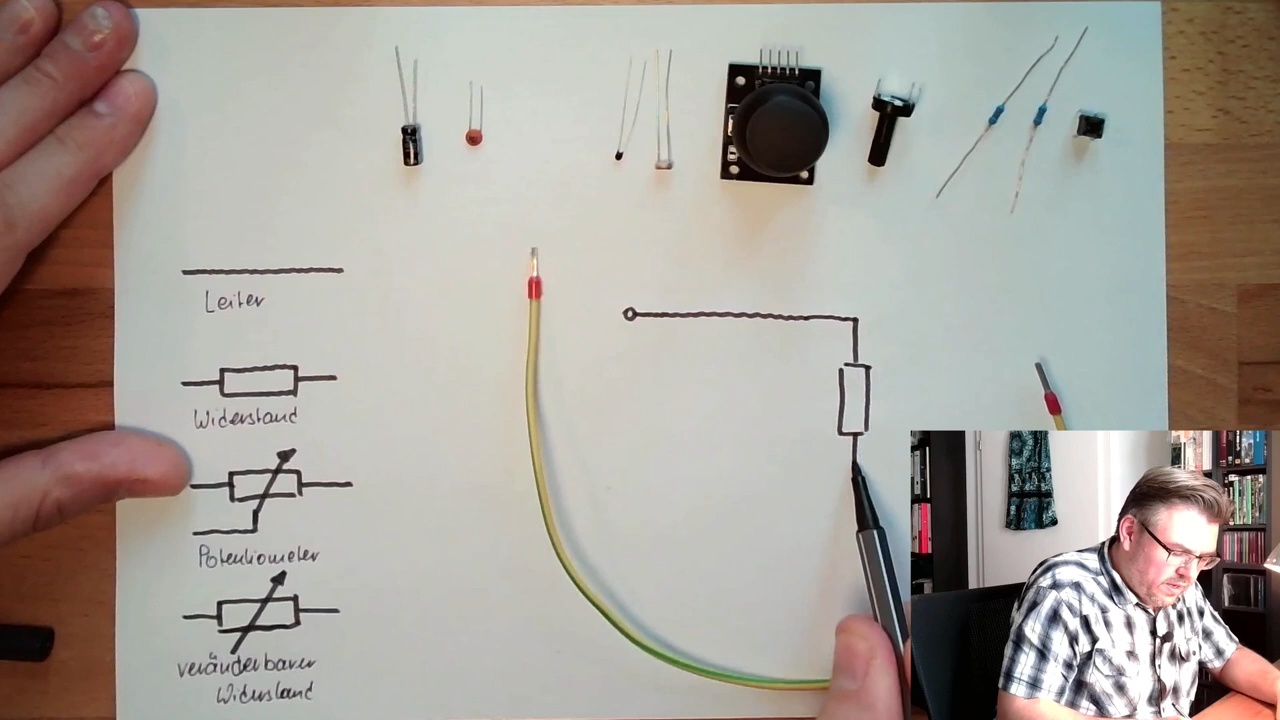 Leiter
Widerstand
Potentiometer
veränderbarer
Widerstand